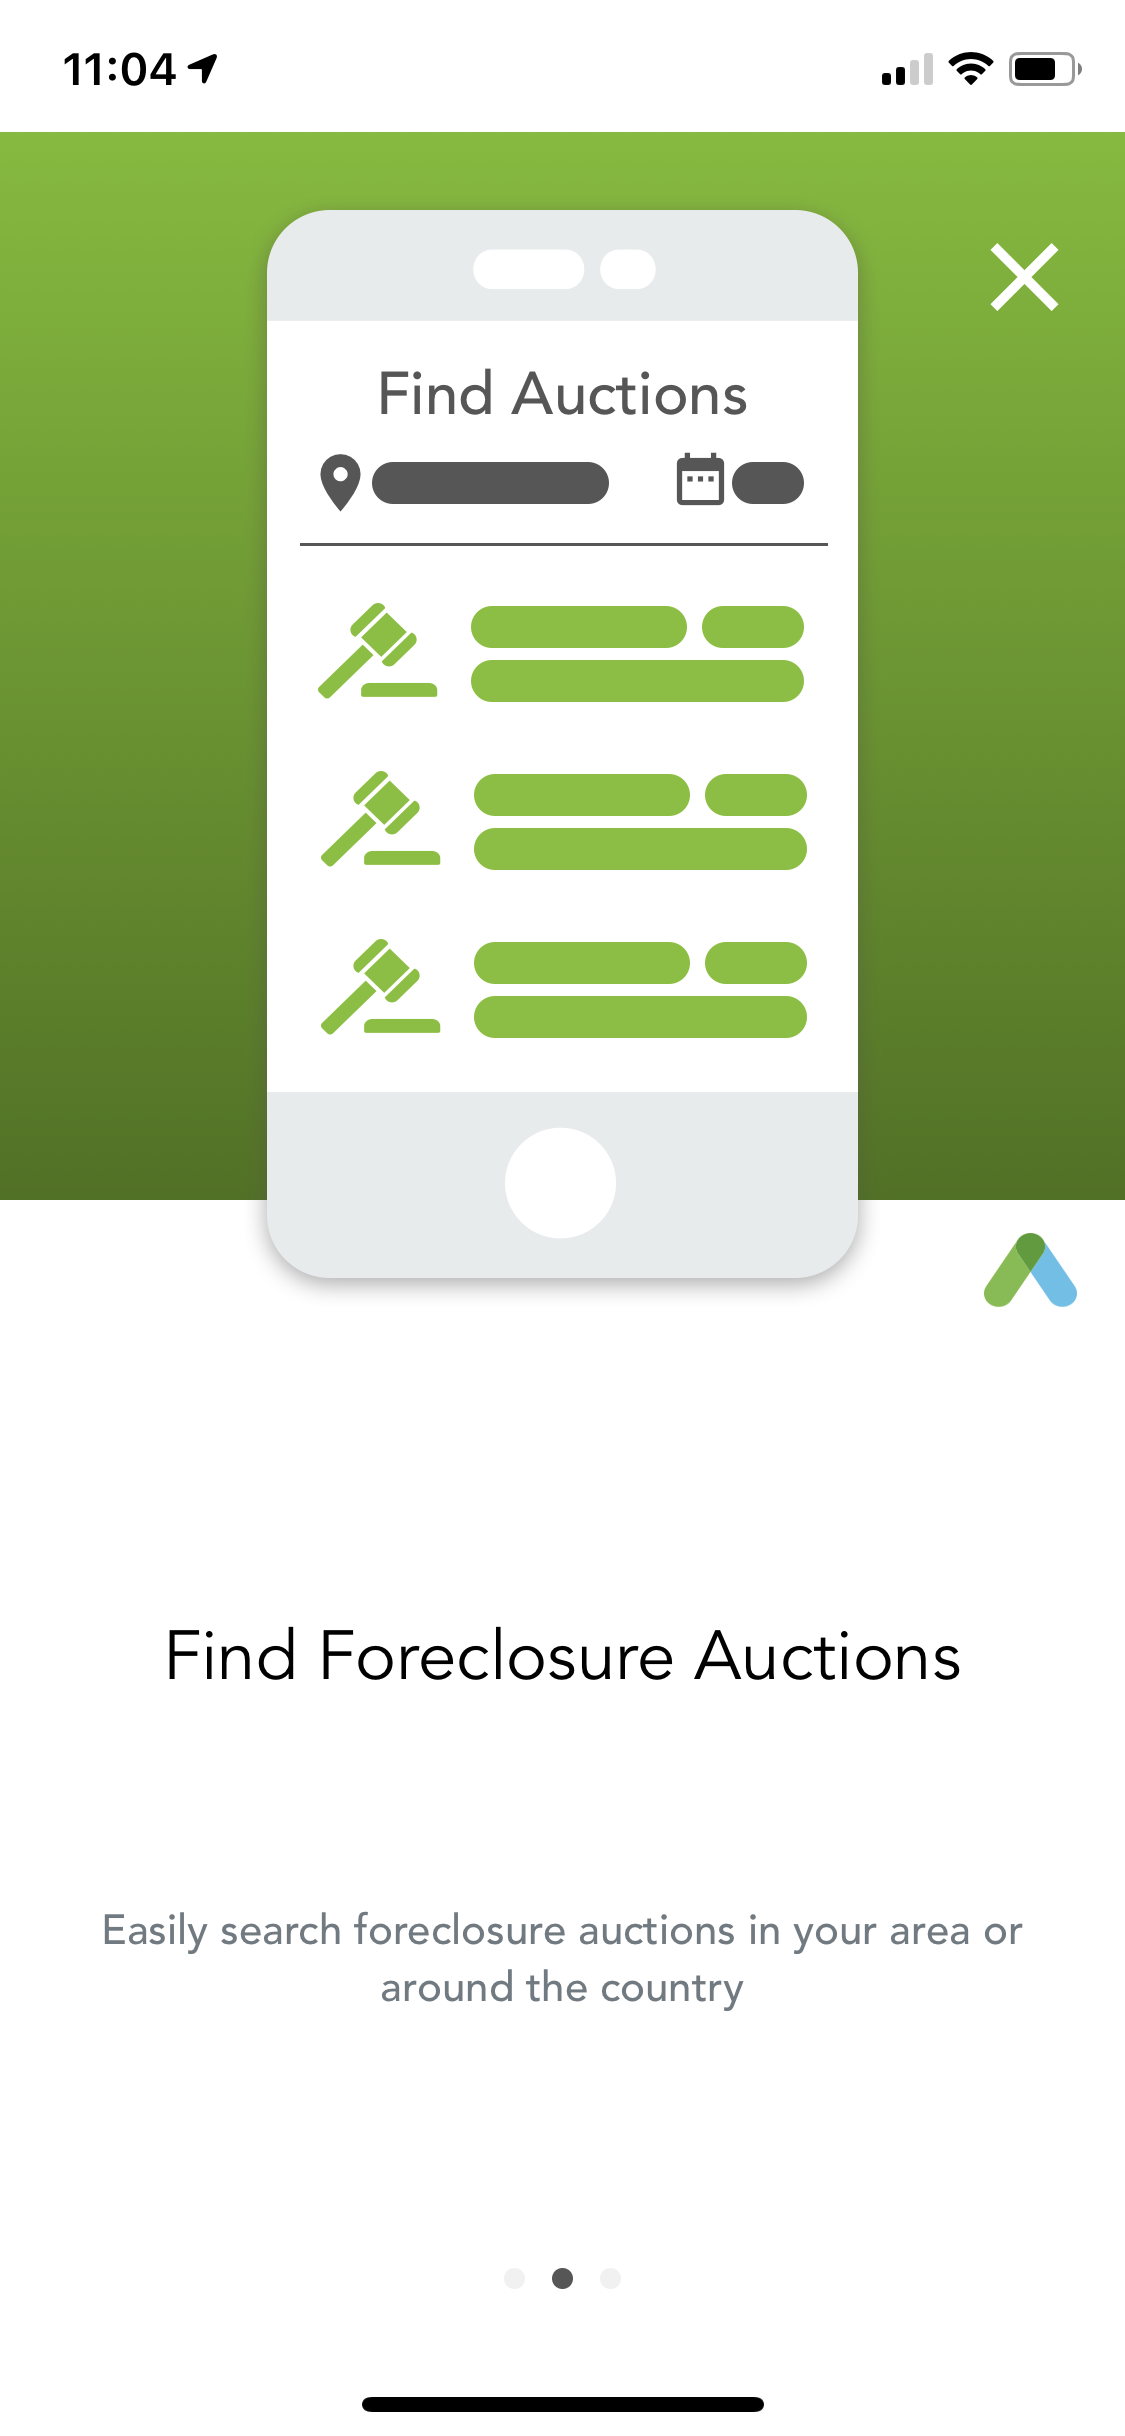 11:04
Find Auctions
Find Foreclosure Auctions
Easily search foreclosure auctions in your area or
around the country